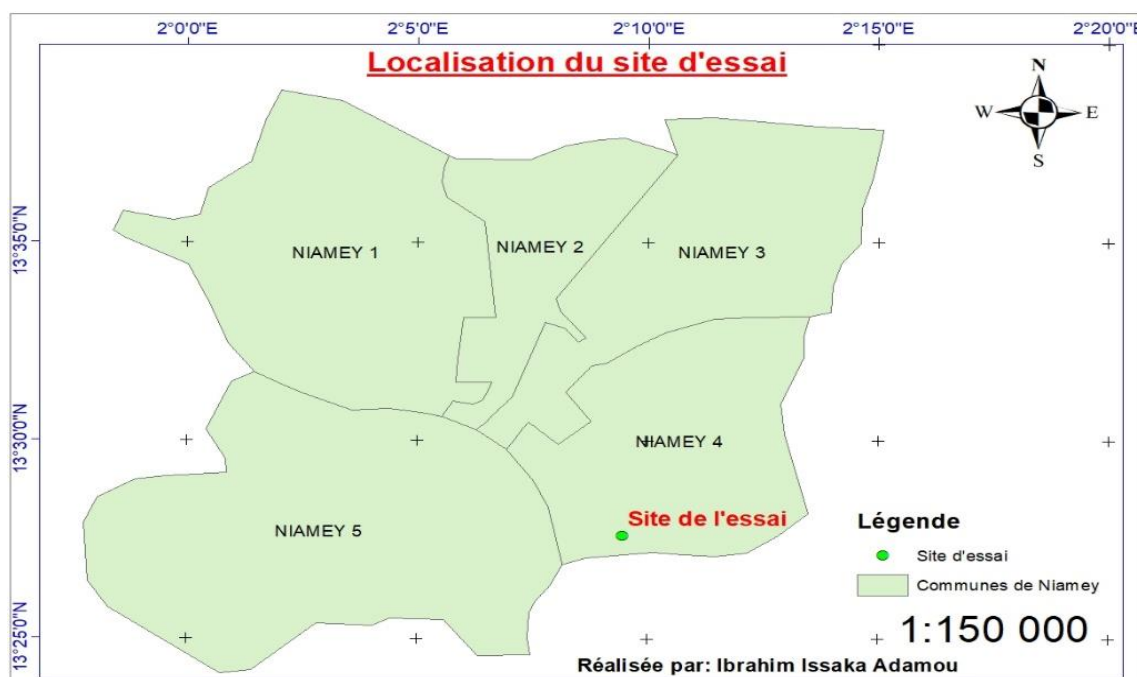 2°0'0"E 2°5'0"E 2°10'0"E 2°15'0"E 2°20'0"E
Localisation du site d'essai
N
W E
S
13°35'0"N
NIAMEY 1
NIAMEY 2
NIAMEY 3
13°30'0"N
NIAMEY 4
Site de l'essai
NIAMEY 5
Légende
Site d'essai
Communes de Niamey
13°25'0"N
1:150 000
Réalisée par: Ibrahim Issaka Adamou